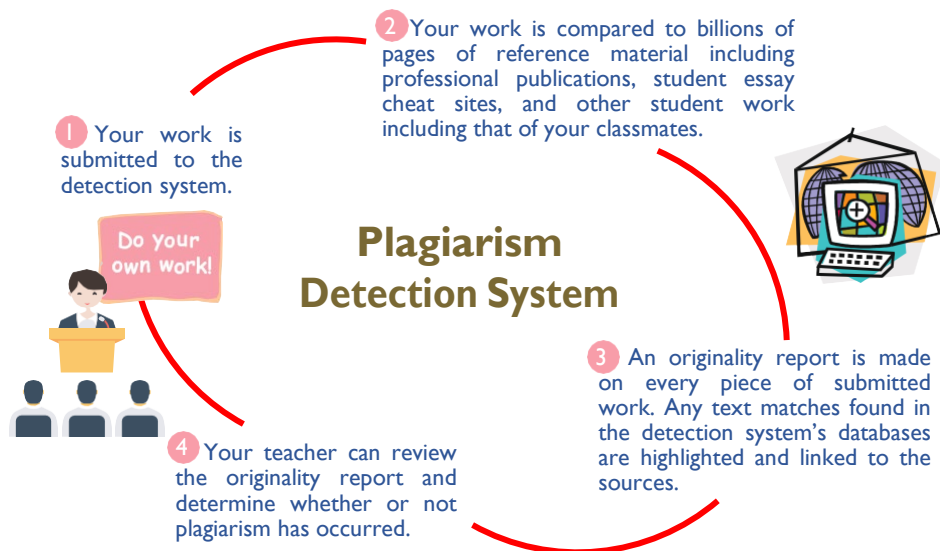 1 Your work is
submitted to the
detection system.
2 Your work is compared to billions of
pages of reference material including
professional publications, student essay
cheat sites, and other student work
including that of your classmates.
Do your
own work!
Plagiarism
Detection System
3 An originality report is made
on every piece of submitted
work. Any text matches found in
the detection system’s databases
are highlighted and linked to the
sources.
4 Your teacher can review
the originality report and
determine whether or not
plagiarism has occurred.